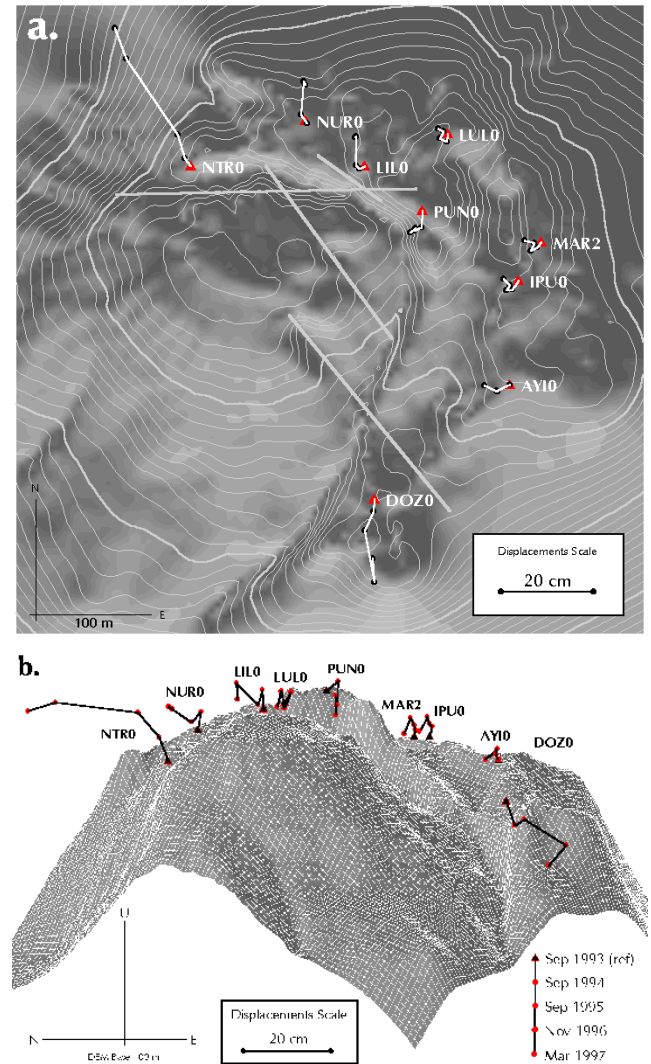 a.
NUR0
LUL0
NTR0
LIL0
PUN0
MAR2
IPU0
AYI0
DOZ0
N
Displacements Scale
20 cm
100 m
E
b.
PUN0
LIL0
LUL0
NUR0
MAR2
IPU0
NTR0
AYI0
DOZ0
U
Sep 1993 (ref)
Sep 1994
Sep 1995
Nov 1996
Mar 1997
Displacements Scale
20 cm
N
E